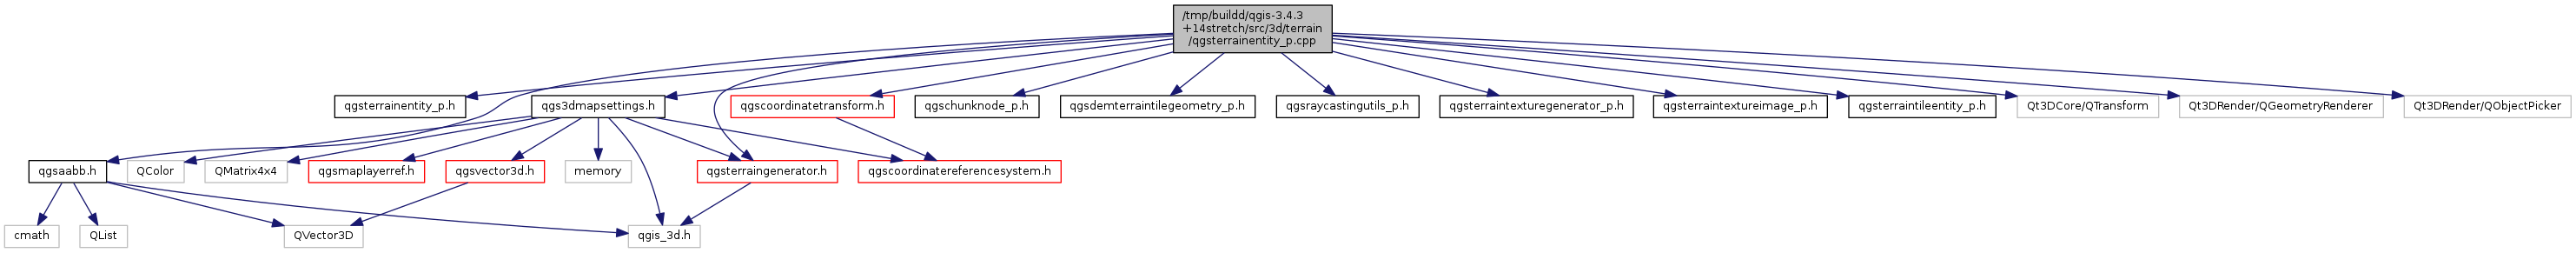 /tmp/buildd/qgis-3.4.3
+14stretch/src/3d/terrain
/qgsterrainentity_p.cpp
qgsterrainentity_p.h
qgs3dmapsettings.h
qgscoordinatetransform.h
qgschunknode_p.h
qgsdemterraintilegeometry_p.h
qgsraycastingutils_p.h
qgsterraintexturegenerator_p.h
qgsterraintextureimage_p.h
qgsterraintileentity_p.h
Qt3DCore/QTransform
Qt3DRender/QGeometryRenderer
Qt3DRender/QObjectPicker
qgsaabb.h
QColor
QMatrix4x4
qgsmaplayerref.h
qgsvector3d.h
memory
qgsterraingenerator.h
qgscoordinatereferencesystem.h
cmath
QList
QVector3D
qgis_3d.h